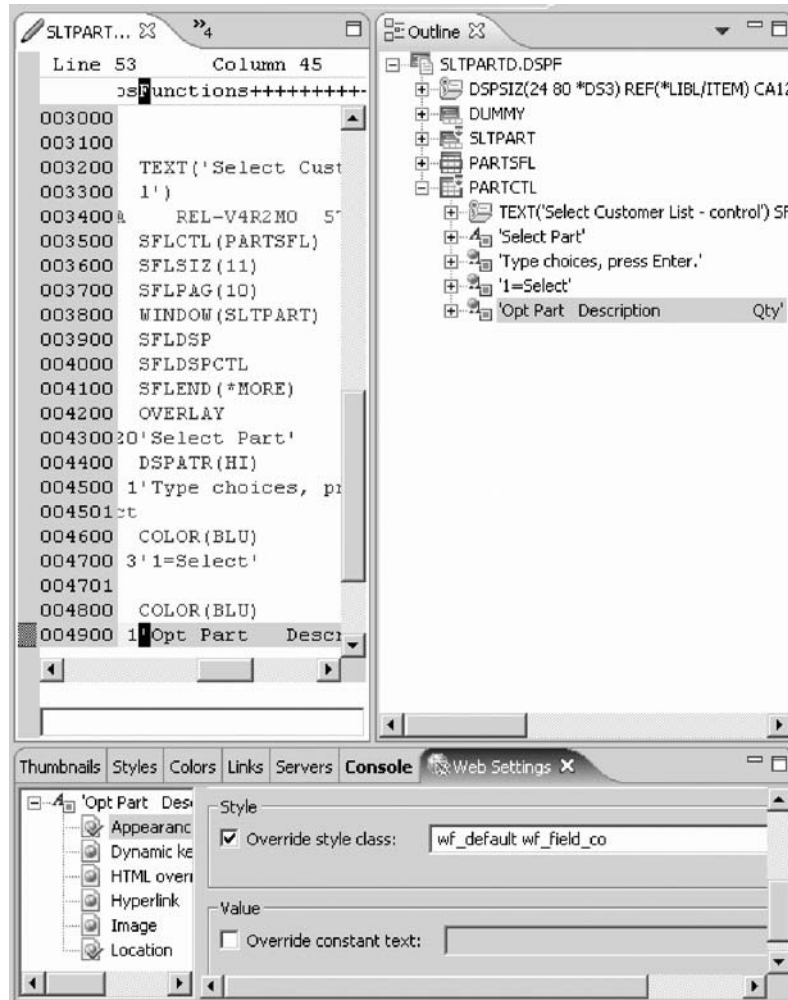 SLTPART...
»4
Line 53 Column 45
Functions++++++++++-
003000
003100
003200 TEXT('Select Cust
003300 1')
003400A REL-V4R2M0 57
003500 SFLCTL(PARTSFL)
003600 SFLSIZ(11)
003700 SFLPAG(10)
003800 WINDOW(SLTPART)
003900 SFLDSP
004000 SFLDSPCTL
004100 SFLEND(*MORE)
004200 OVERLAY
004300 20'Select Part'
004400 DSPATR(HI)
004500 1'Type choices, pr
004501 ct
004600 COLOR(BLU)
004700 3'1=Select'
004701
004800 COLOR(BLU)
004900 1'Opt Part Descr
Outline
SLTPARTD.DSPF
DSPSIZ(24 80 *DS3) REF(*LIBL/ITEM) CA12
DUMMY
SLTPART
PARTSFL
PARTCTL
TEXT('Select Customer List - control') SF
'Select Part'
'Type choices, press Enter.'
'1=Select'
'Opt Part Description Qty'
Thumbnails Styles Colors Links Servers Console Web Settings
'Opt Part Des
Appearanc
Dynamic ke
HTML overr
Hyperlink
Image
Location
Style
Override style class: wf_default wf_field_co
Value
Override constant text: